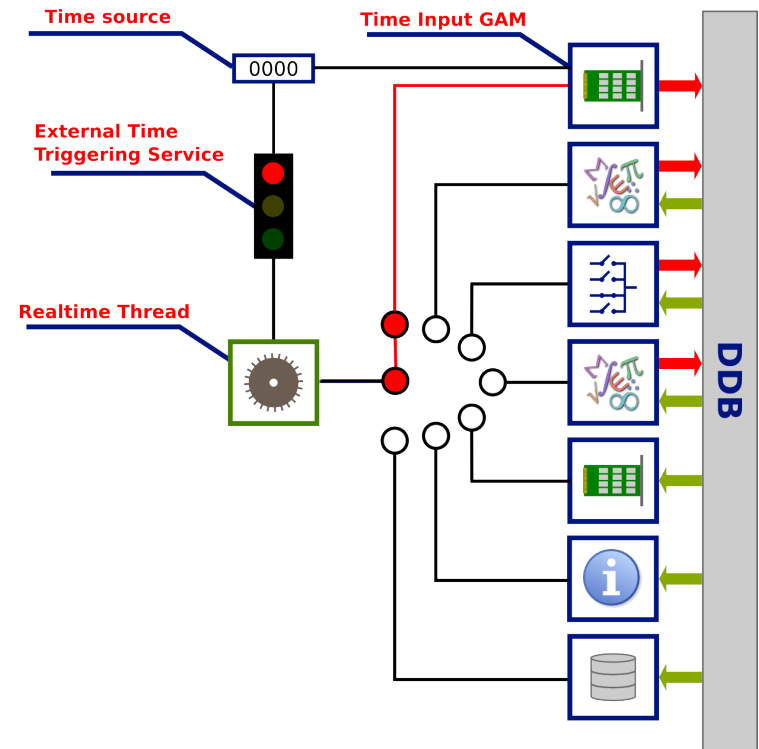 Time source
Time Input GAM
0000
External Time
Triggering Service
Realtime Thread
DDB